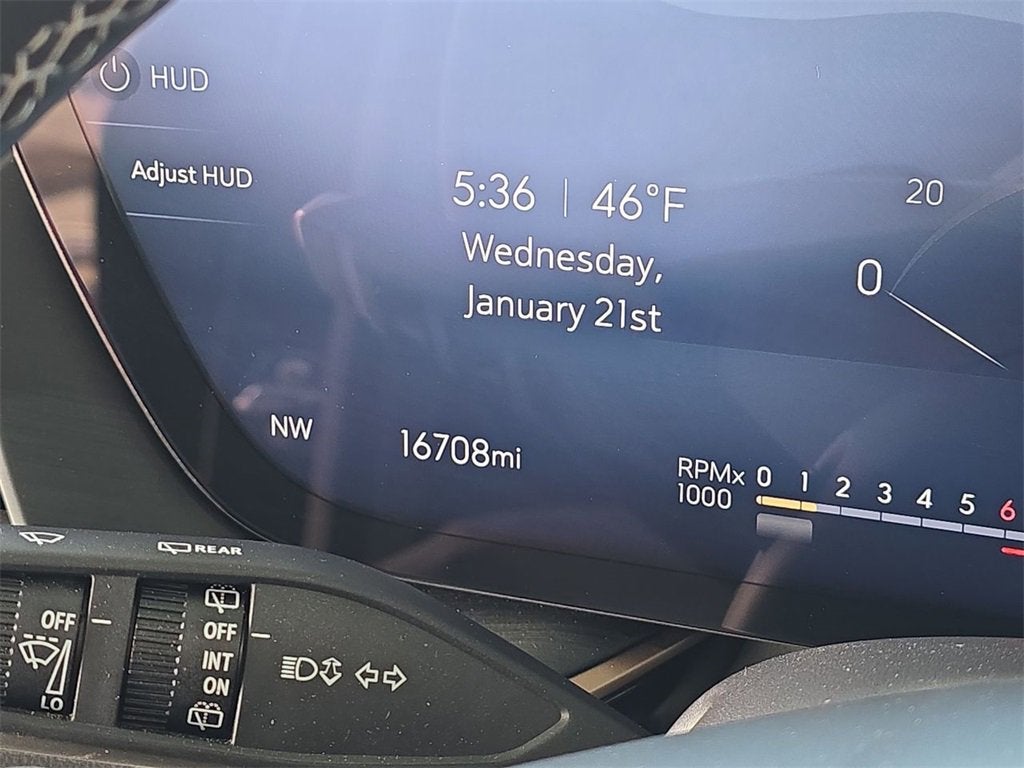 HUD
Adjust HUD
5:36 | 46°F
Wednesday,
January 21st
20
0
NW
16708mi
RPMx
1000
0 1 2 3 4 5 6
REAR
OFF
LO
OFF
INT
ON